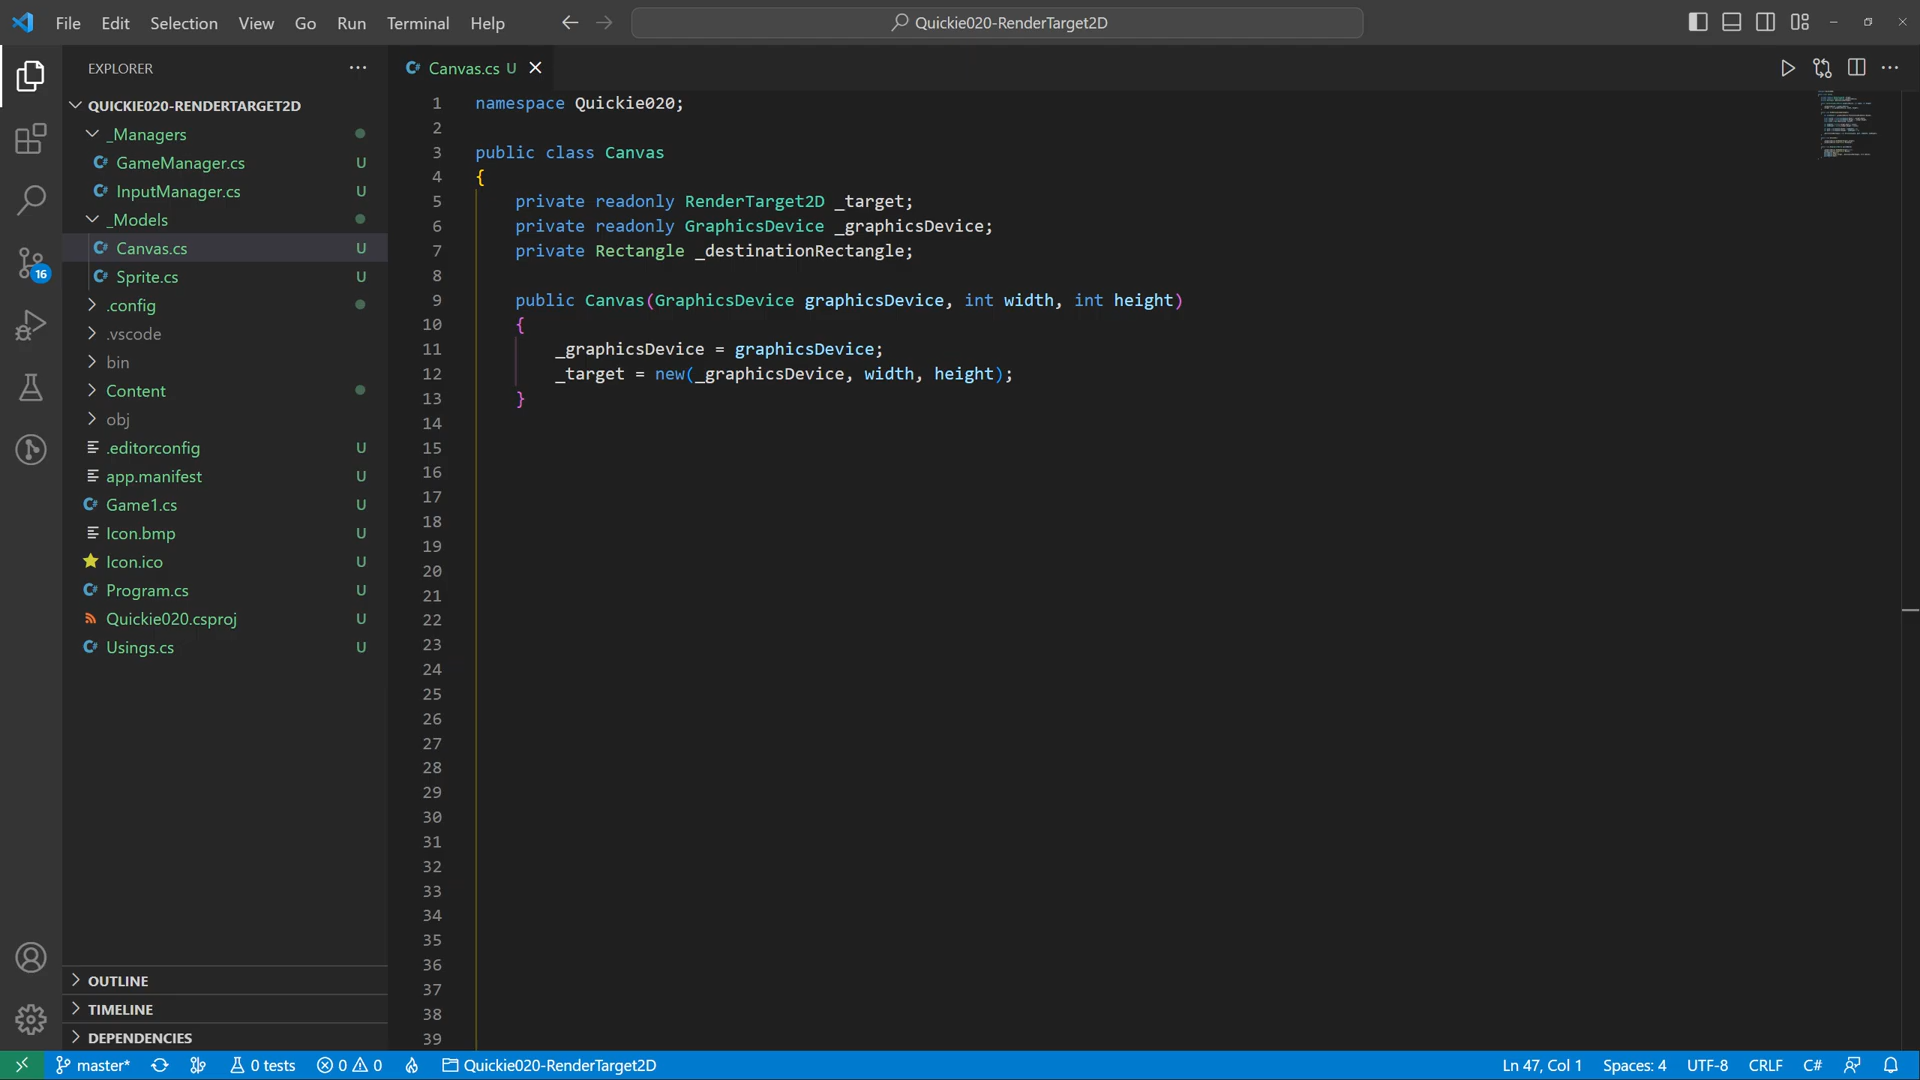 File Edit Selection View Go Run Terminal Help
Quickie020-RenderTarget2D
EXPLORER
QUICKIE020-RENDERTARGET2D
_Managers
GameManager.cs U
InputManager.cs U
_Models
Canvas.cs U
Sprite.cs U
.config
.vscode
bin
Content
obj
.editorconfig U
app.manifest U
Game1.cs U
Icon.bmp U
Icon.ico U
Program.cs U
Quickie020.csproj U
Usings.cs U
OUTLINE
TIMELINE
DEPENDENCIES
16
Canvas.cs U
1 namespace Quickie020;
2
3 public class Canvas
4 {
5 private readonly RenderTarget2D _target;
6 private readonly GraphicsDevice _graphicsDevice;
7 private Rectangle _destinationRectangle;
8
9 public Canvas(GraphicsDevice graphicsDevice, int width, int height)
10 {
11 _graphicsDevice = graphicsDevice;
12 _target = new(_graphicsDevice, width, height);
13 }
14
15
16
17
18
19
20
21
22
23
24
25
26
27
28
29
30
31
32
33
34
35
36
37
38
39
master* 0 tests 0 0 Quickie020-RenderTarget2D Ln 47, Col 1 Spaces: 4 UTF-8 CRLF C#